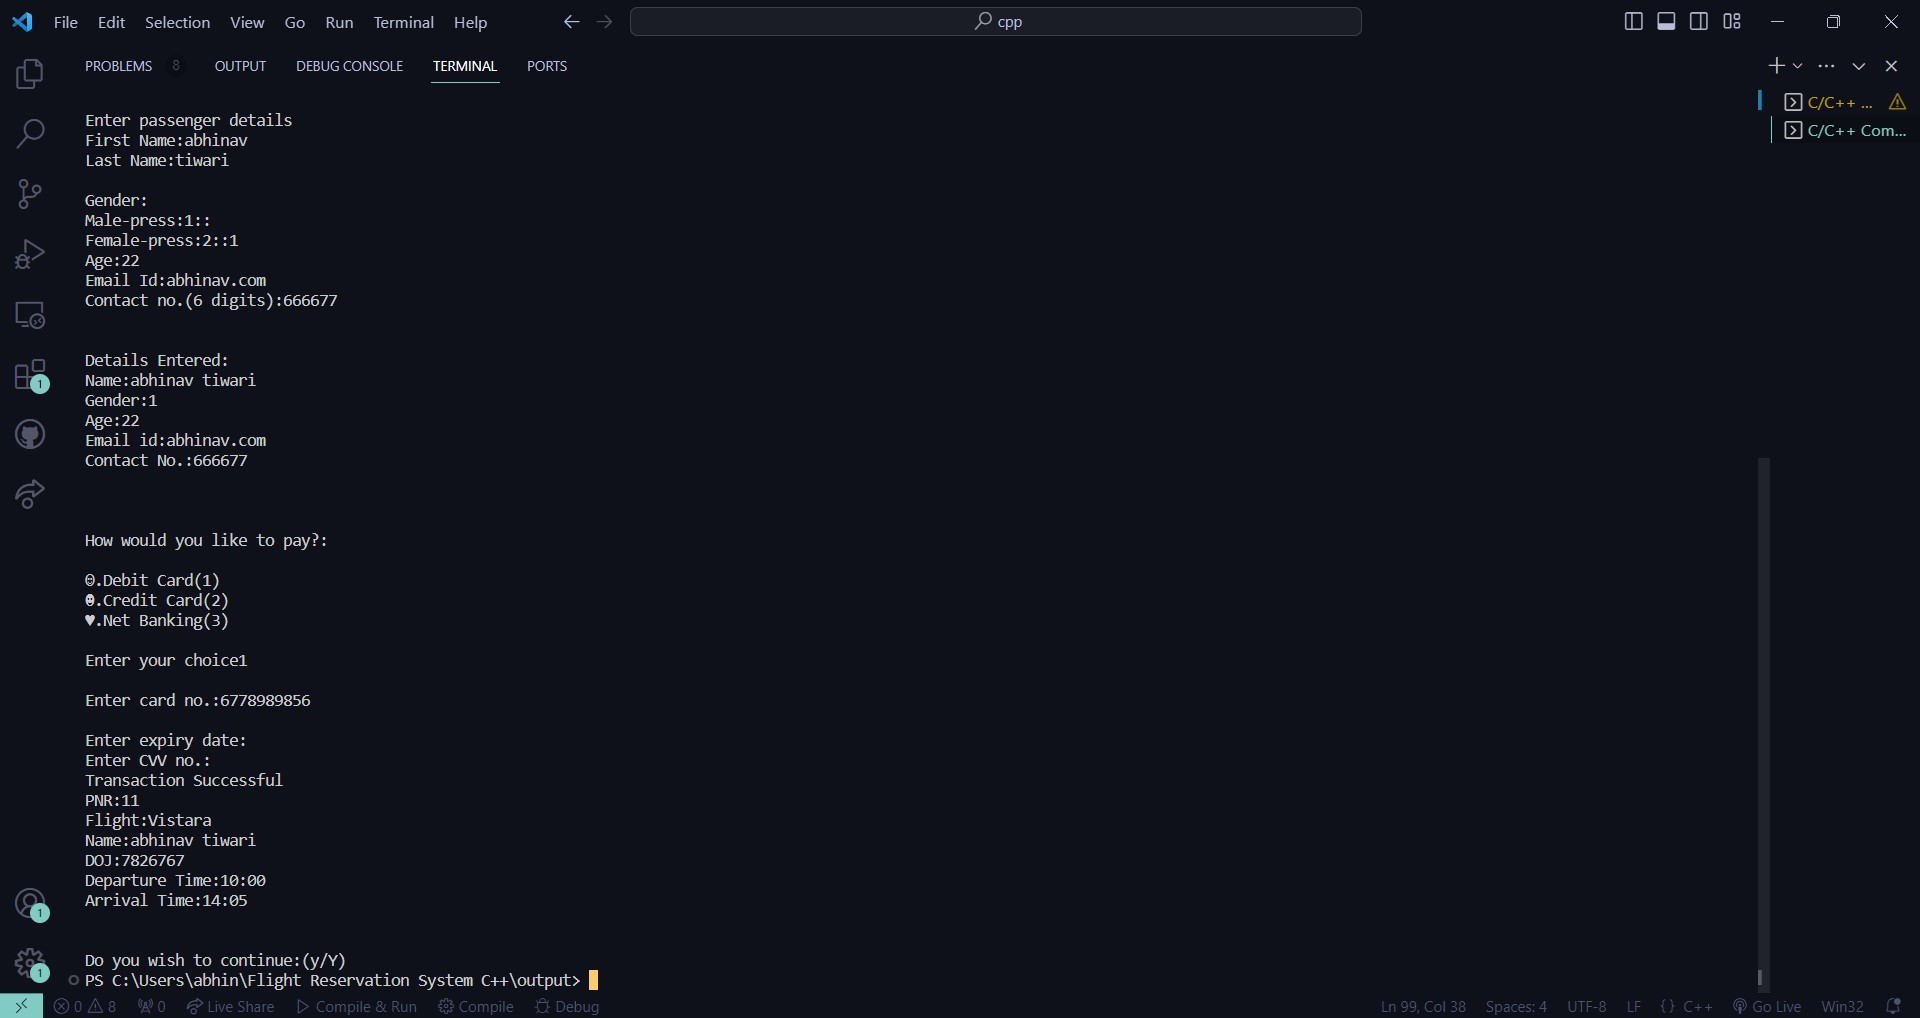 File Edit Selection View Go Run Terminal Help cpp
PROBLEMS 8 OUTPUT DEBUG CONSOLE TERMINAL PORTS
C/C++ ...
C/C++ Com...
Enter passenger details
First Name:abhinav
Last Name:tiwari
Gender:
Male-press:1::
Female-press:2::1
Age:22
Email Id:abhinav.com
Contact no.(6 digits):666677
Details Entered:
Name:abhinav tiwari
Gender:1
Age:22
Email id:abhinav.com
Contact No.:666677
How would you like to pay?:
☺.Debit Card(1)
☻.Credit Card(2)
♥.Net Banking(3)
Enter your choice1
Enter card no.:6778989856
Enter expiry date:
Enter CVV no.:
Transaction Successful
PNR:11
Flight:Vistara
Name:abhinav tiwari
DOJ:7826767
Departure Time:10:00
Arrival Time:14:05
Do you wish to continue:(y/Y)
PS C:\Users\abhin\Flight Reservation System C++\output>
1
1
1
0 8 0 Live Share Compile & Run Compile Debug Ln 99, Col 38 Spaces: 4 UTF-8 LF {} C++ Go Live Win32